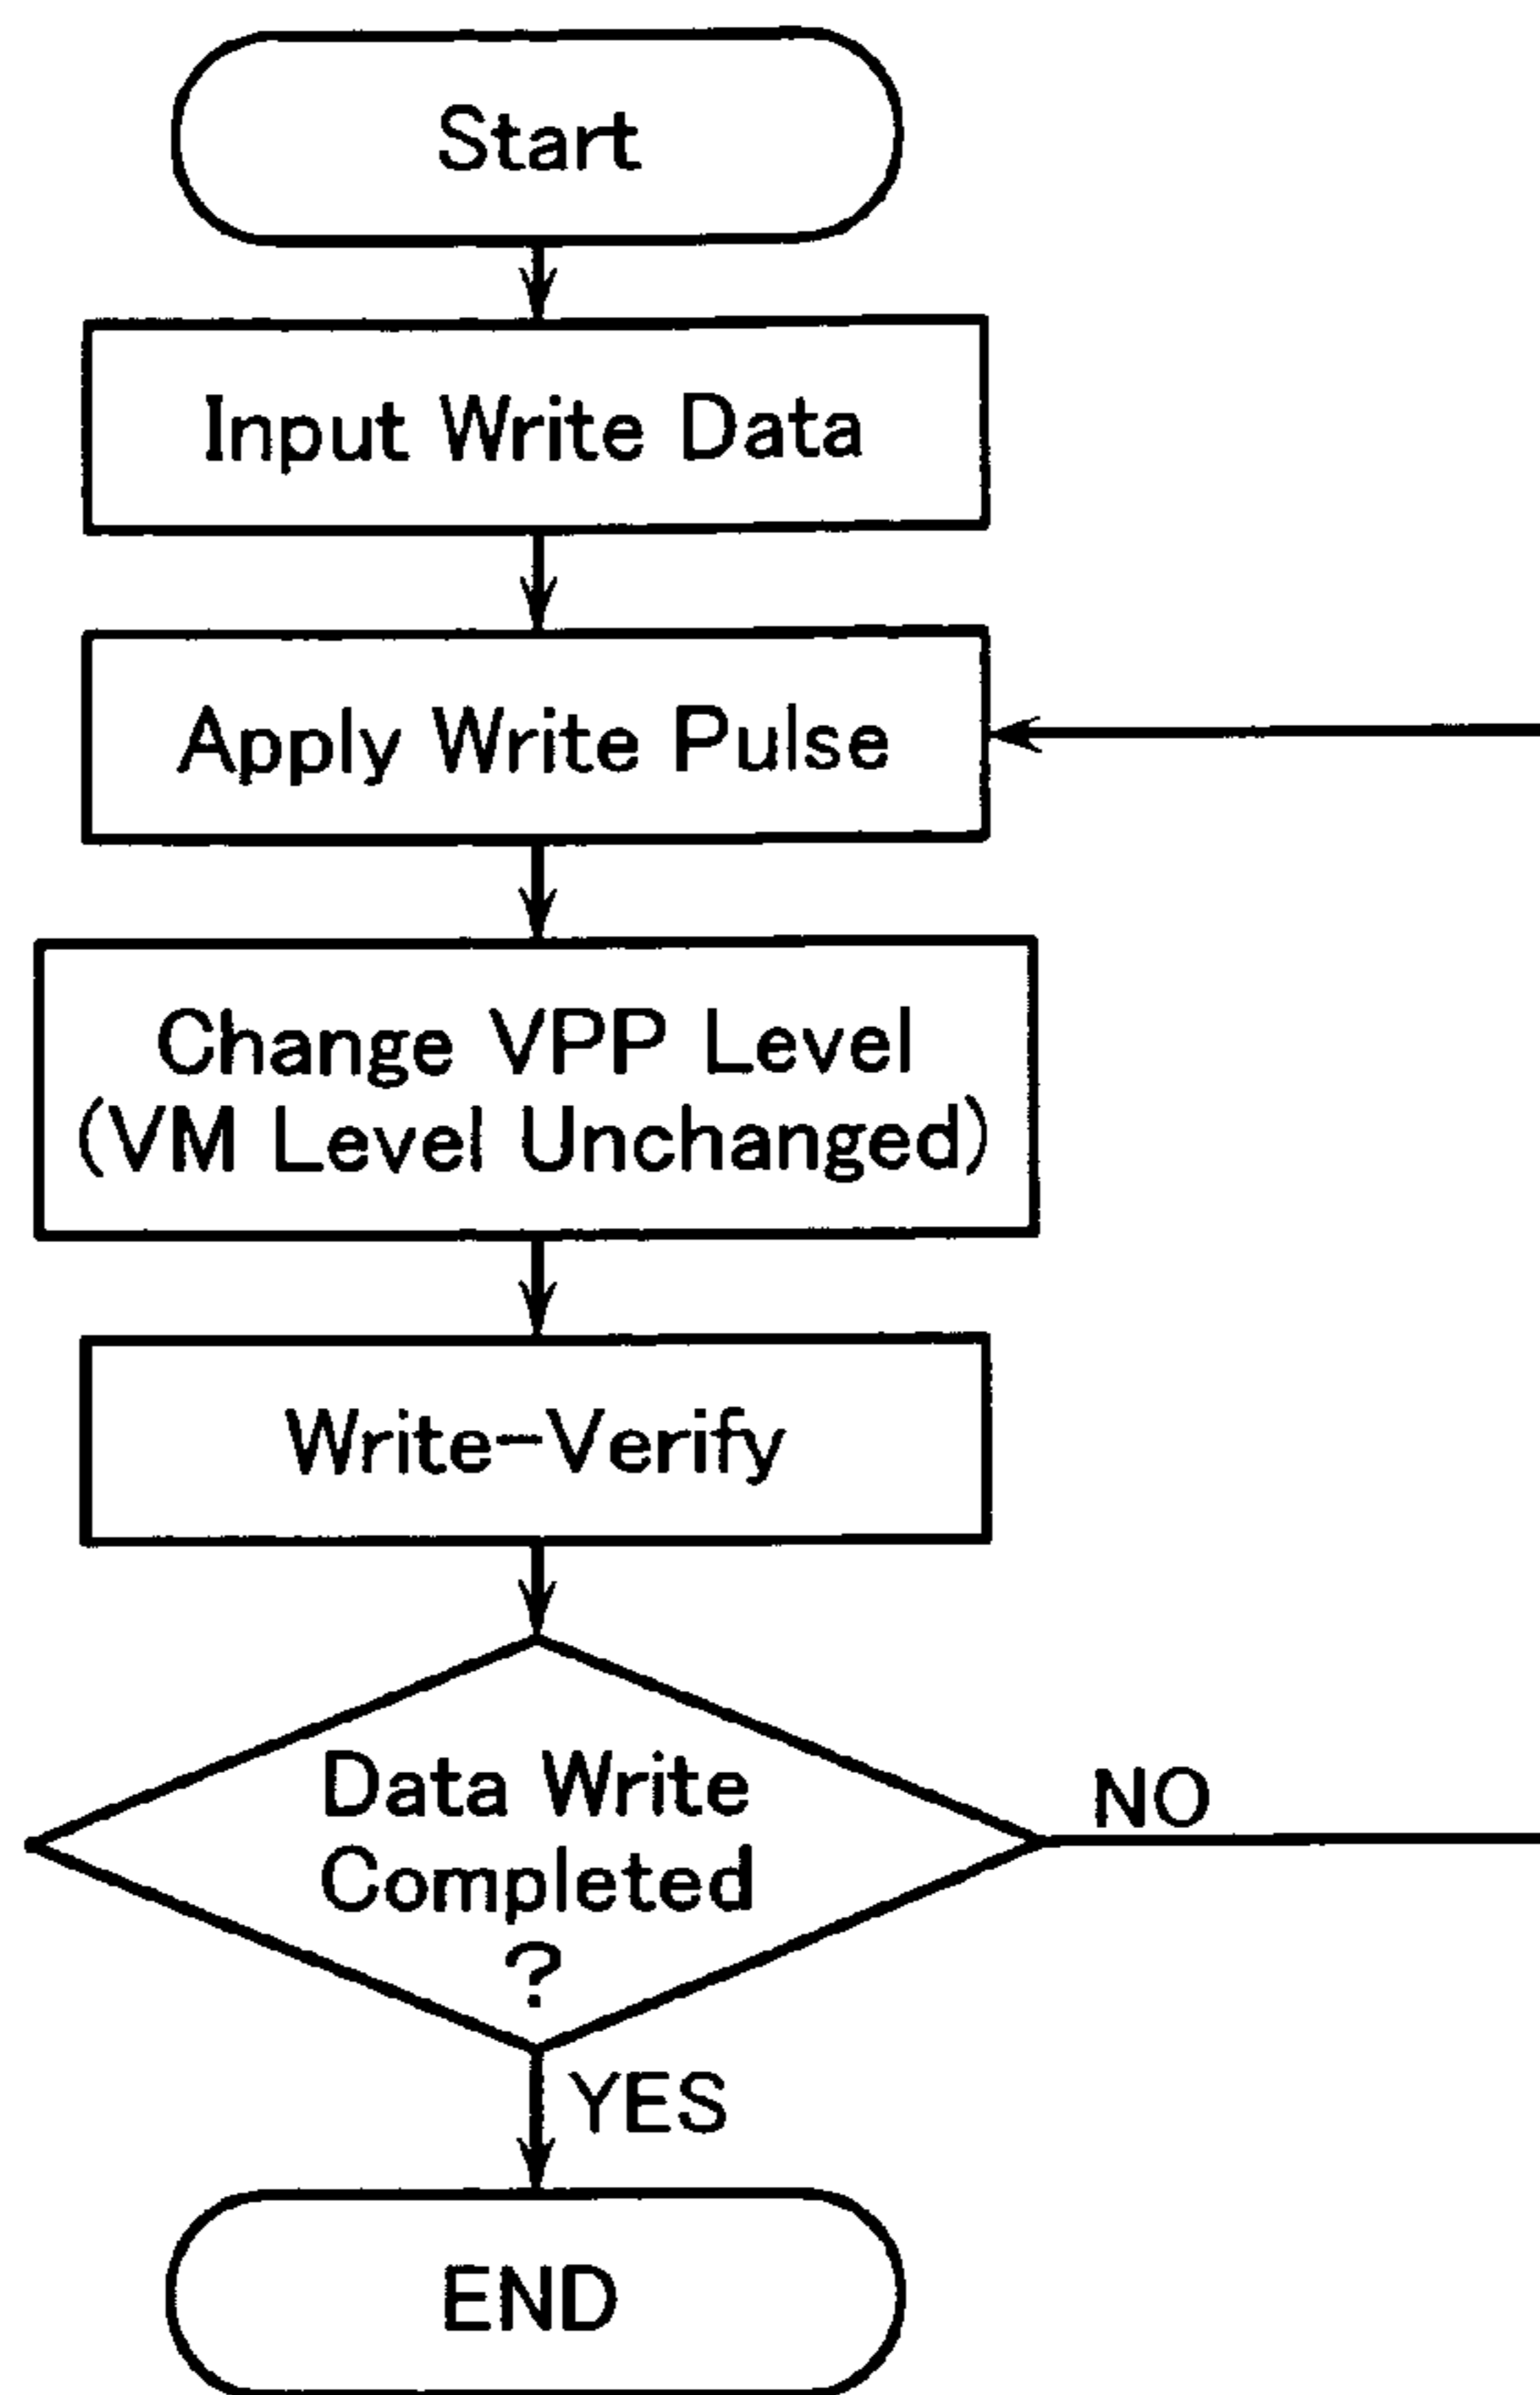 Start
Input Write Data
Apply Write Pulse
Change VPP Level
(VM Level Unchanged)
Write-Verify
Data Write
Completed
?
NO
YES
END